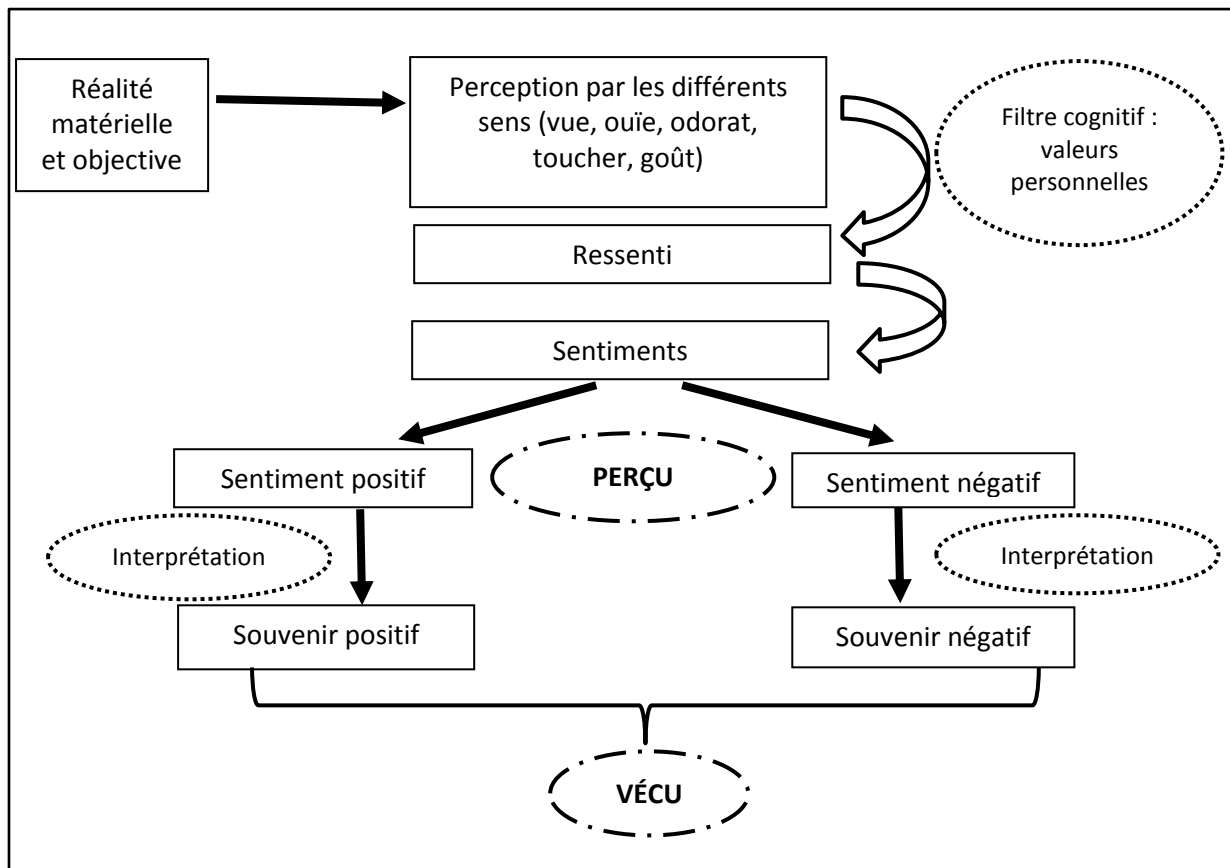 Réalité
matérielle
et objective
Perception par les différents
sens (vue, ouïe, odorat,
toucher, goût)
Filtre cognitif :
valeurs
personnelles
Ressenti
Sentiments
Sentiment positif
PERÇU
Sentiment négatif
Interprétation
Interprétation
Souvenir positif
Souvenir négatif
VÉCU